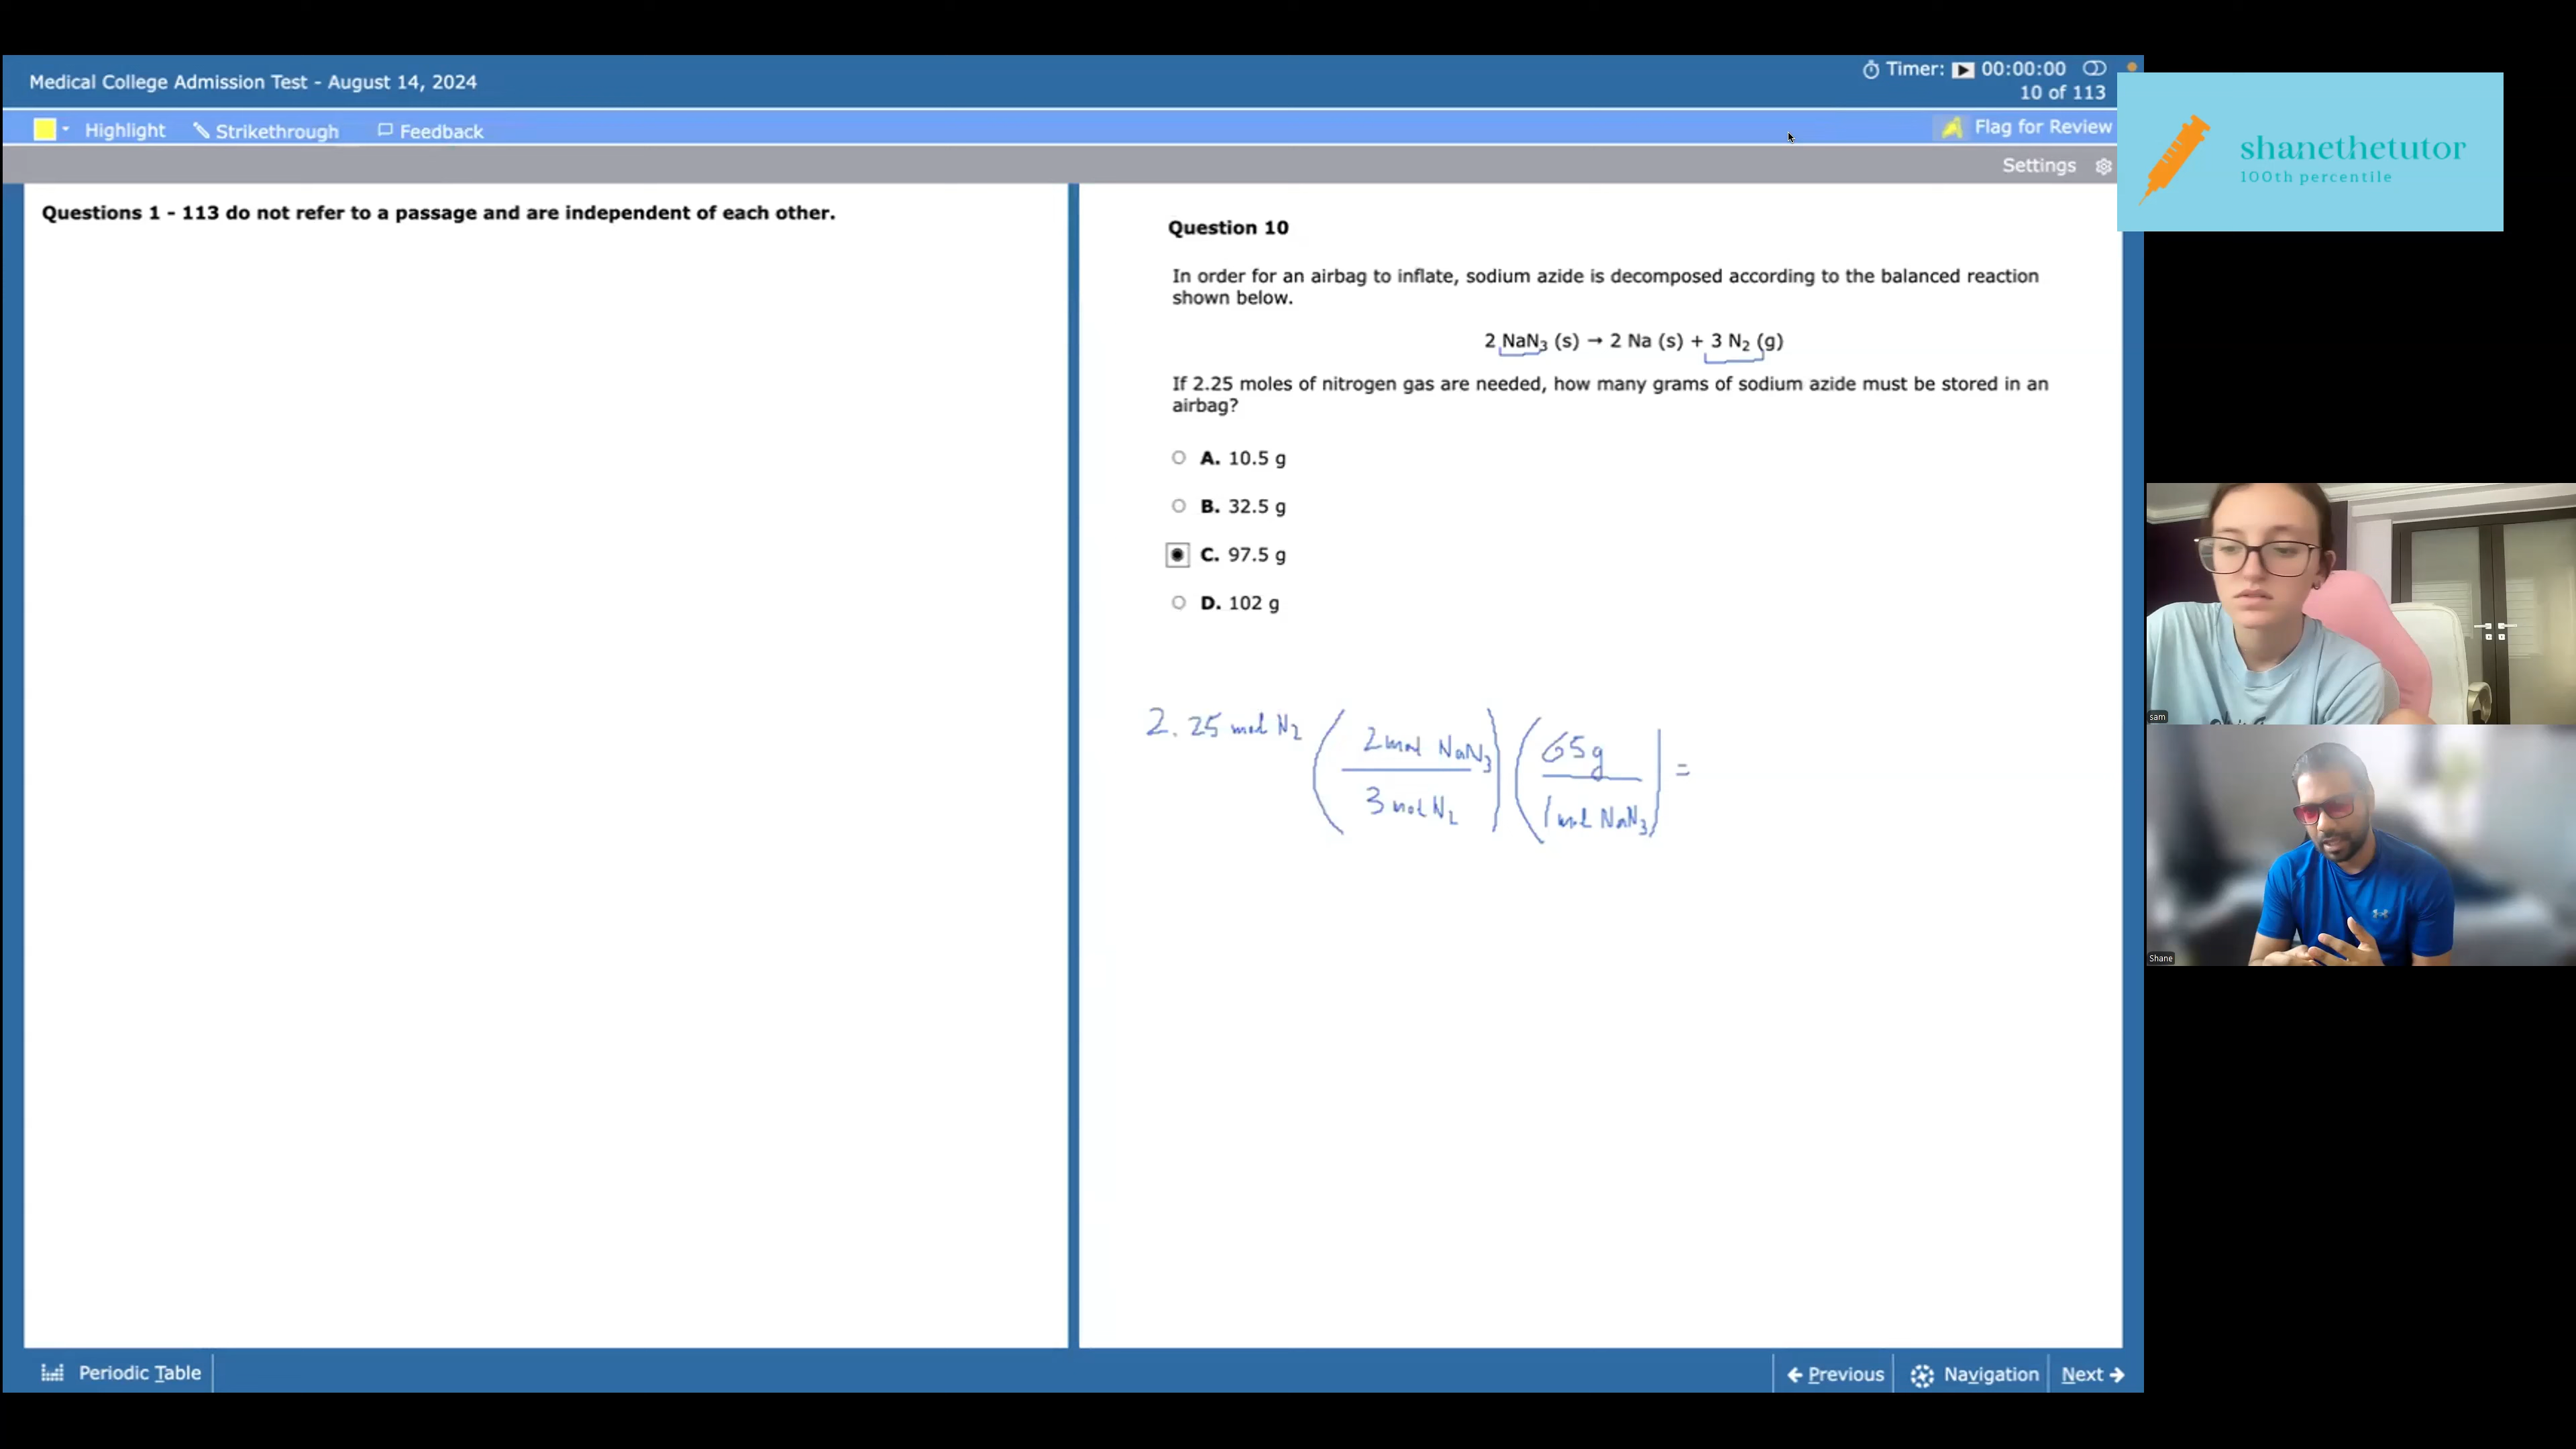 Medical College Admission Test - August 14, 2024
Timer: 00:00:00
10 of 113
Highlight Strikethrough Feedback
Flag for Review
Settings
shanethetutor
100th percentile
Questions 1 - 113 do not refer to a passage and are independent of each other.
Question 10
In order for an airbag to inflate, sodium azide is decomposed according to the balanced reaction
shown below.
2 NaN₃ (s) → 2 Na (s) + 3 N₂ (g)
If 2.25 moles of nitrogen gas are needed, how many grams of sodium azide must be stored in an
airbag?
A. 10.5 g
B. 32.5 g
C. 97.5 g
D. 102 g
2.25 mol N₂ (2 mol NaN₃ / 3 mol N₂) (65g / 1 mol NaN₃) =
sam
Shane
Periodic Table
Previous Navigation Next